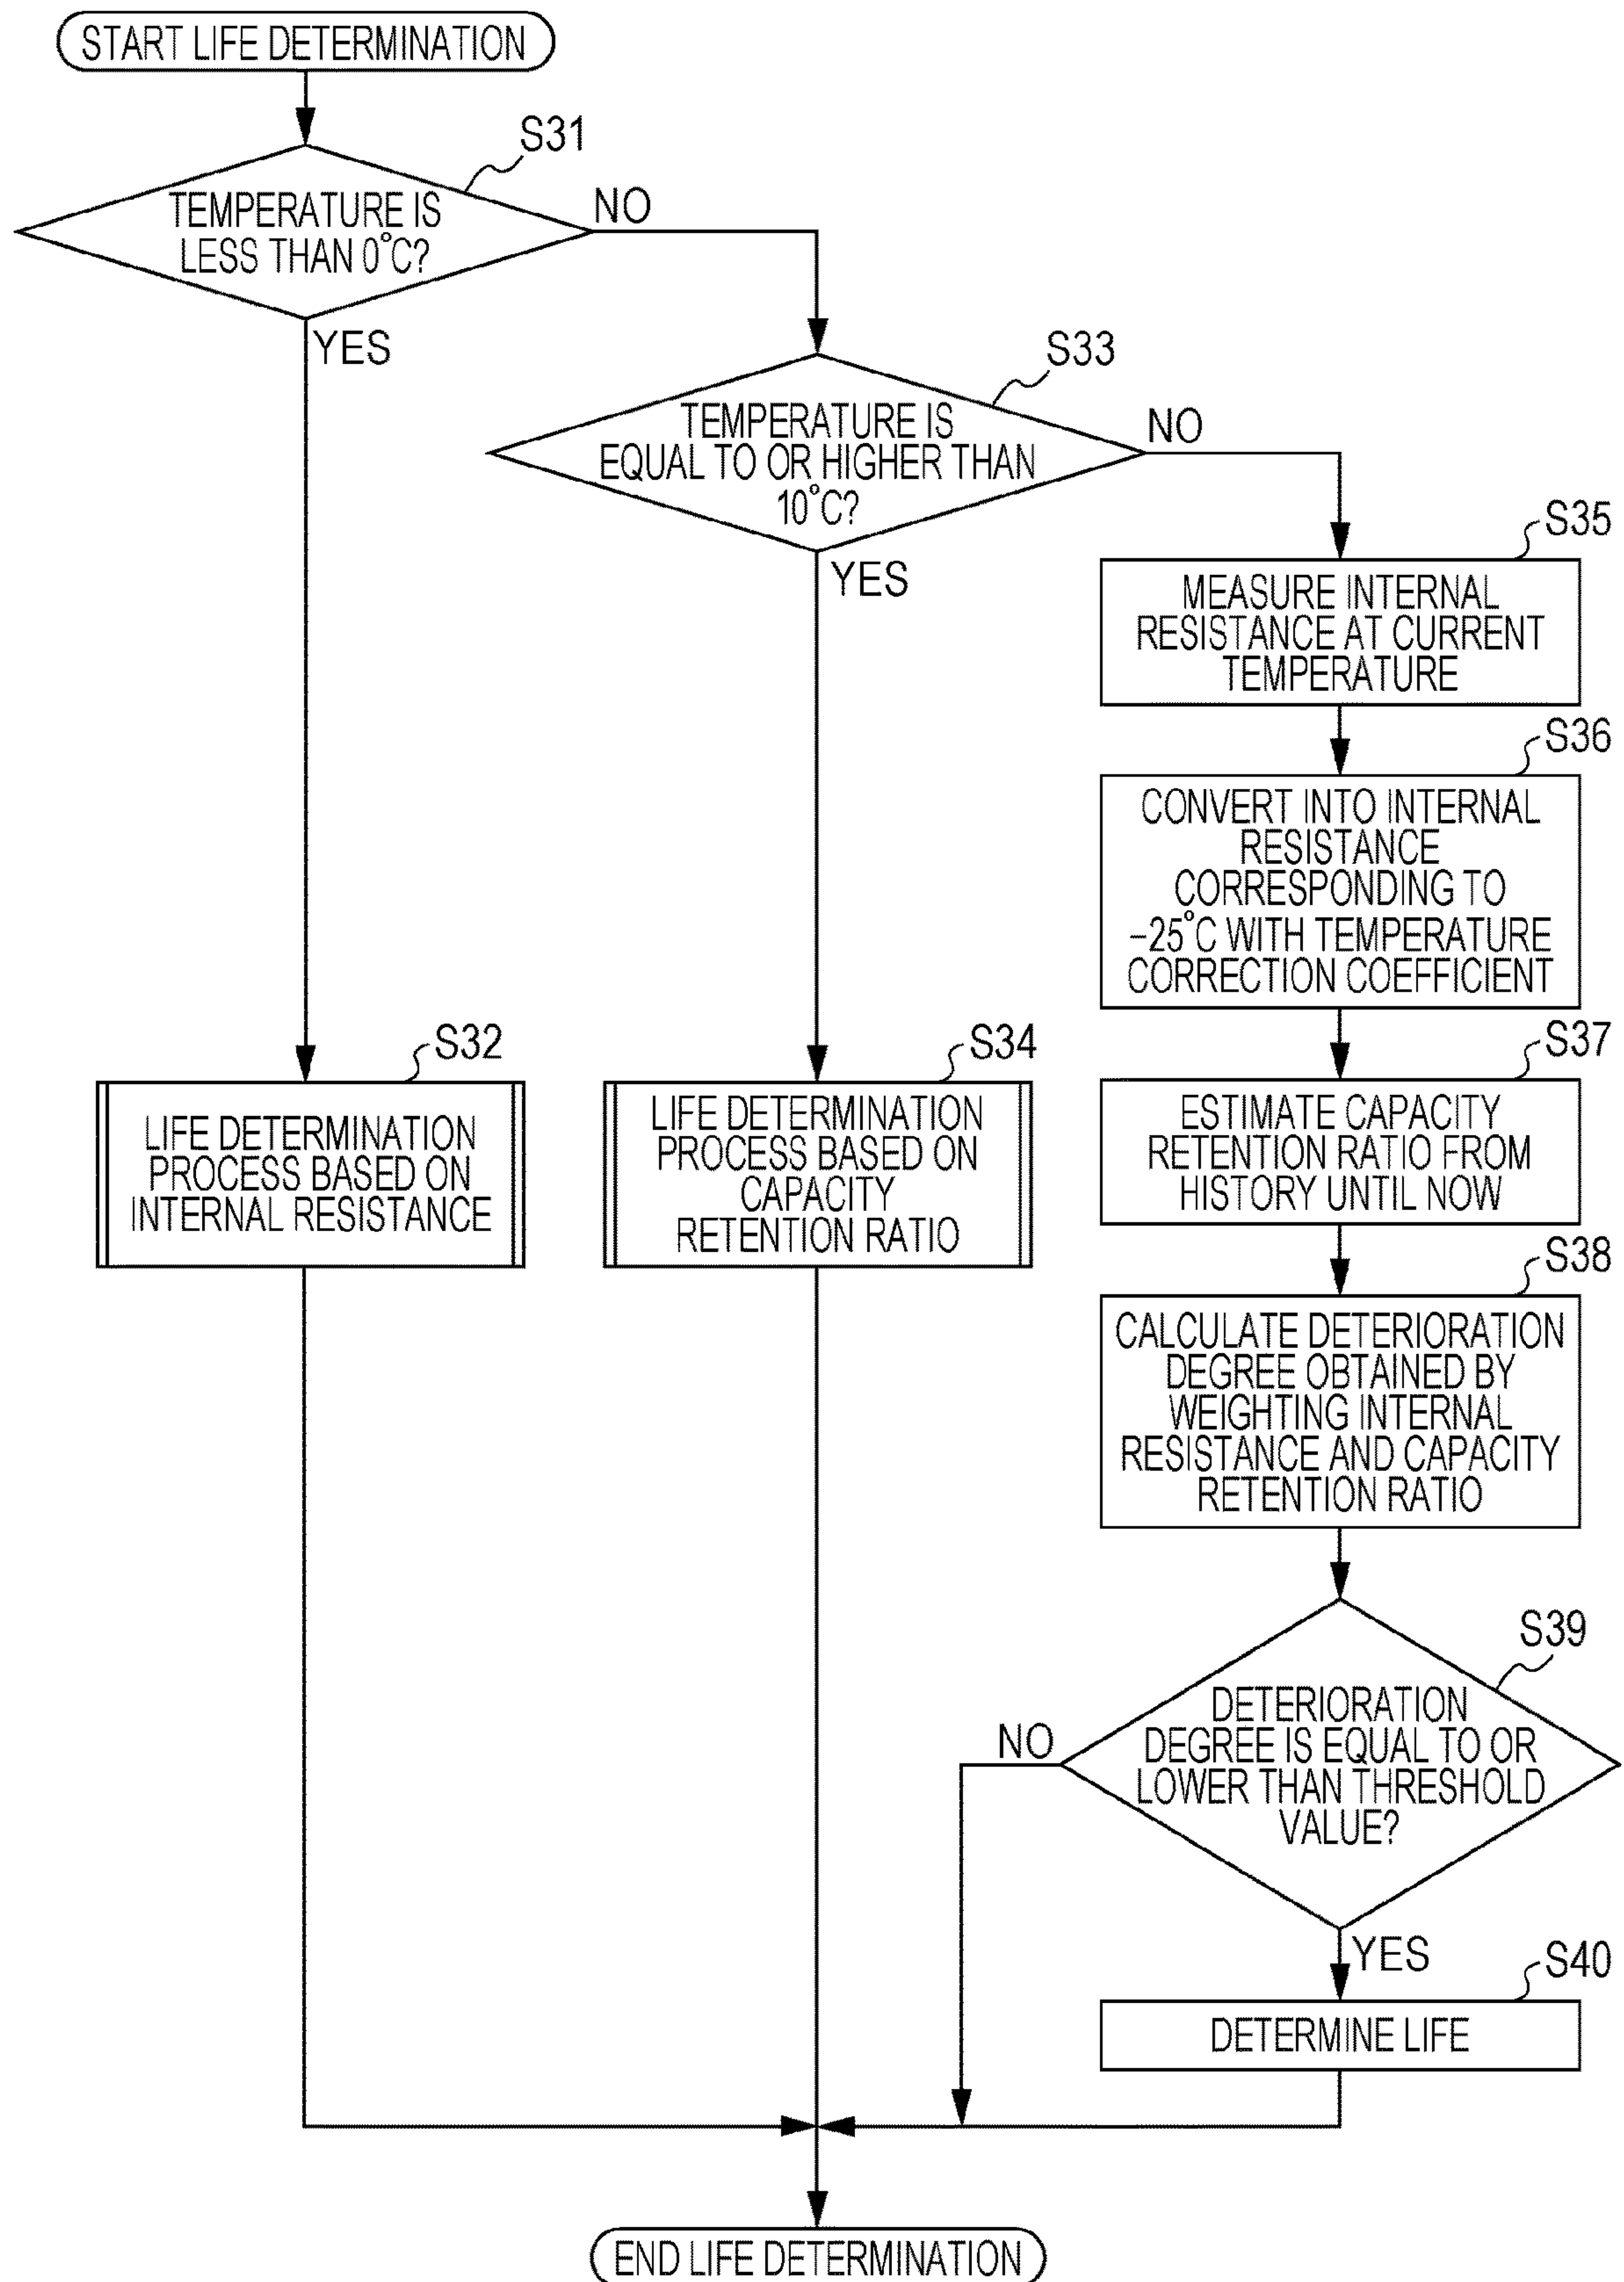 START LIFE DETERMINATION
S31
TEMPERATURE IS
LESS THAN 0°C?
NO
YES
S33
TEMPERATURE IS
EQUAL TO OR HIGHER THAN
10°C?
NO
YES
S35
MEASURE INTERNAL
RESISTANCE AT CURRENT
TEMPERATURE
S36
CONVERT INTO INTERNAL
RESISTANCE
CORRESPONDING TO
−25°C WITH TEMPERATURE
CORRECTION COEFFICIENT
S32
LIFE DETERMINATION
PROCESS BASED ON
INTERNAL RESISTANCE
S34
LIFE DETERMINATION
PROCESS BASED ON
CAPACITY
RETENTION RATIO
S37
ESTIMATE CAPACITY
RETENTION RATIO FROM
HISTORY UNTIL NOW
S38
CALCULATE DETERIORATION
DEGREE OBTAINED BY
WEIGHTING INTERNAL
RESISTANCE AND CAPACITY
RETENTION RATIO
S39
DETERIORATION
DEGREE IS EQUAL TO OR
LOWER THAN THRESHOLD
VALUE?
NO
YES
S40
DETERMINE LIFE
END LIFE DETERMINATION